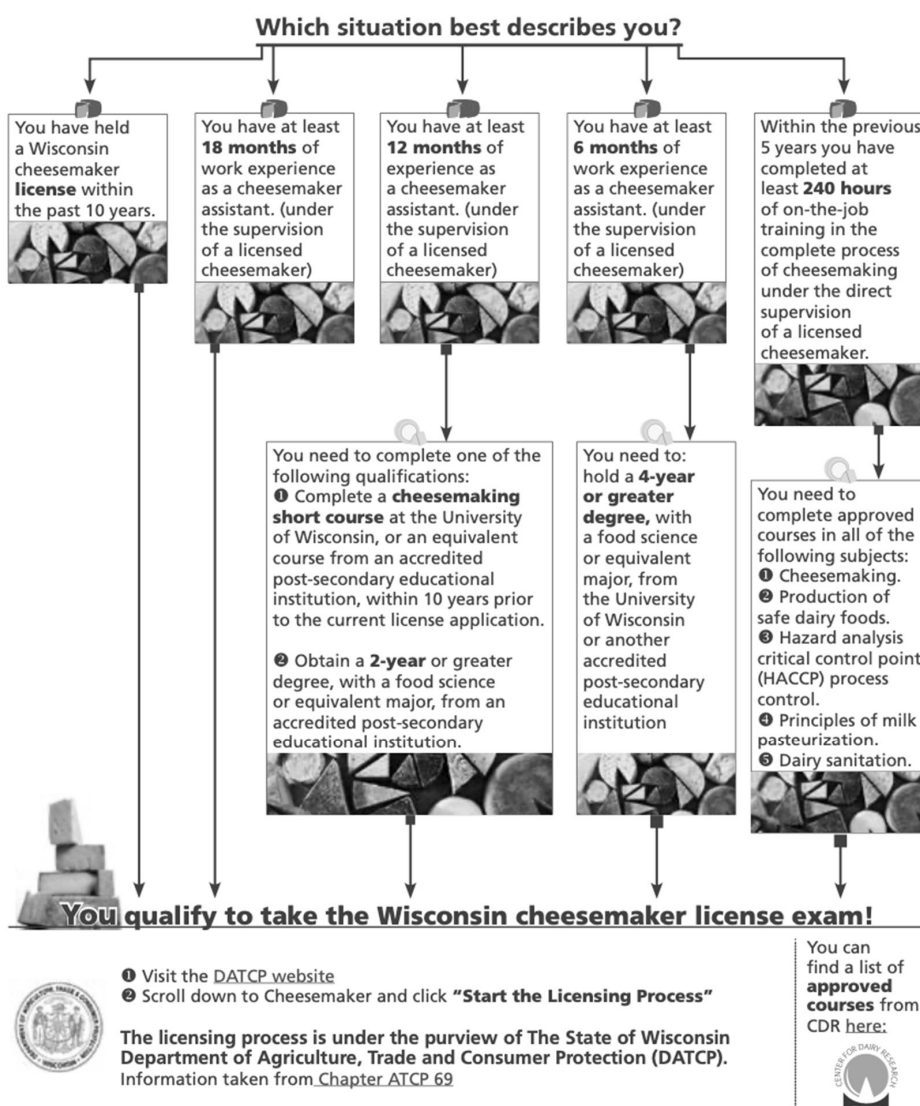 Which situation best describes you?
You have held
a Wisconsin
cheesemaker
license within
the past 10 years.
You have at least
18 months of
work experience
as a cheesemaker
assistant. (under
the supervision
of a licensed
cheesemaker)
You have at least
12 months of
experience as
a cheesemaker
assistant. (under
the supervision
of a licensed
cheesemaker)
You have at least
6 months of
work experience
as a cheesemaker
assistant. (under
the supervision
of a licensed
cheesemaker)
Within the previous
5 years you have
completed at
least 240 hours
of on-the-job
training in the
complete process
of cheesemaking
under the direct
supervision
of a licensed
cheesemaker.
You need to complete one of the
following qualifications:
❶ Complete a cheesemaking
short course at the University
of Wisconsin, or an equivalent
course from an accredited
post-secondary educational
institution, within 10 years prior
to the current license application.
❷ Obtain a 2-year or greater
degree, with a food science
or equivalent major, from an
accredited post-secondary
educational institution.
You need to:
hold a 4-year
or greater
degree, with
a food science
or equivalent
major, from
the University
of Wisconsin
or another
accredited
post-secondary
educational
institution
You need to
complete approved
courses in all of the
following subjects:
❶ Cheesemaking.
❷ Production of
safe dairy foods.
❸ Hazard analysis
critical control point
(HACCP) process
control.
❹ Principles of milk
pasteurization.
❺ Dairy sanitation.
You qualify to take the Wisconsin cheesemaker license exam!
❶ Visit the DATCP website
❷ Scroll down to Cheesemaker and click "Start the Licensing Process"
The licensing process is under the purview of The State of Wisconsin
Department of Agriculture, Trade and Consumer Protection (DATCP).
Information taken from Chapter ATCP 69
You can
find a list of
approved
courses from
CDR here:
CENTER FOR DAIRY RESEARCH